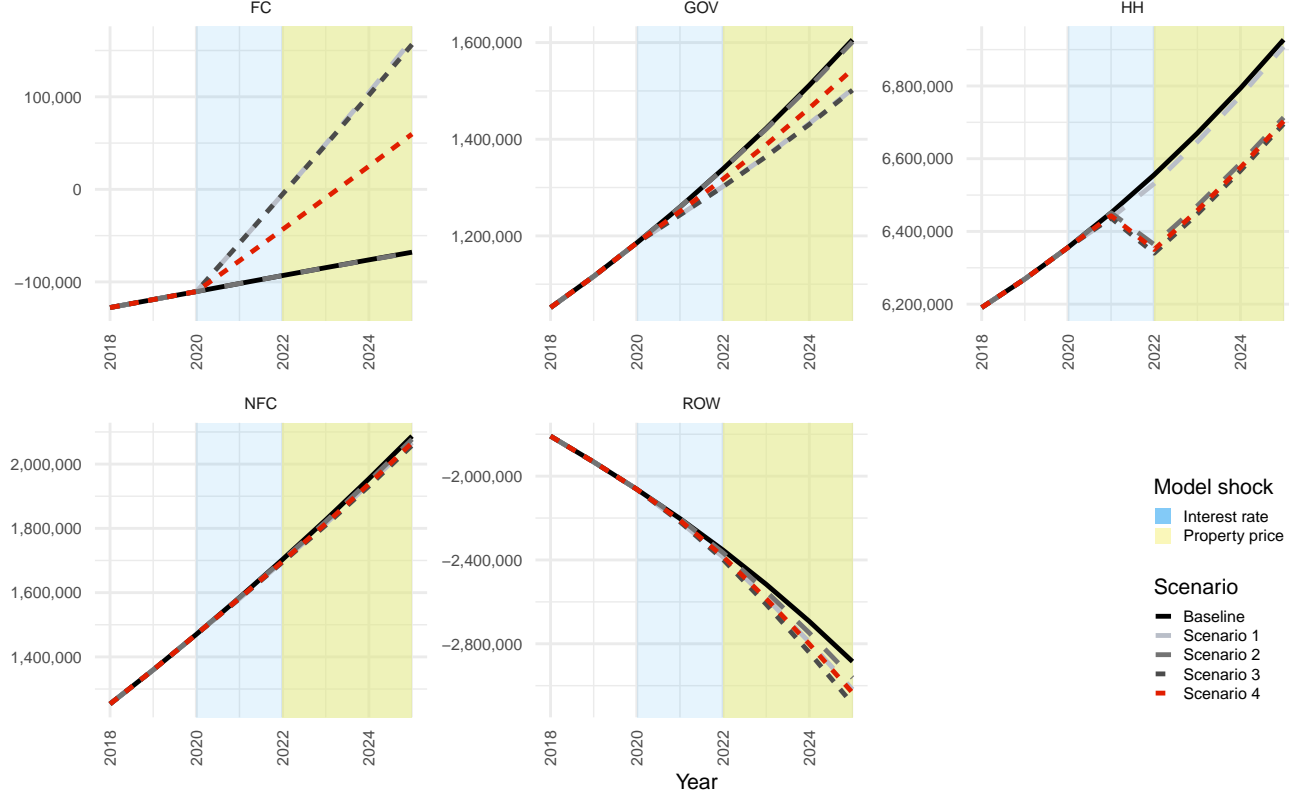 FC
100,000
0
−100,000
2018
2020
2022
2024
GOV
1,600,000
1,400,000
1,200,000
2018
2020
2022
2024
HH
6,800,000
6,600,000
6,400,000
6,200,000
2018
2020
2022
2024
NFC
2,000,000
1,800,000
1,600,000
1,400,000
2018
2020
2022
2024
ROW
−2,000,000
−2,400,000
−2,800,000
2018
2020
2022
2024
Year
Model shock
Interest rate
Property price
Scenario
Baseline
Scenario 1
Scenario 2
Scenario 3
Scenario 4